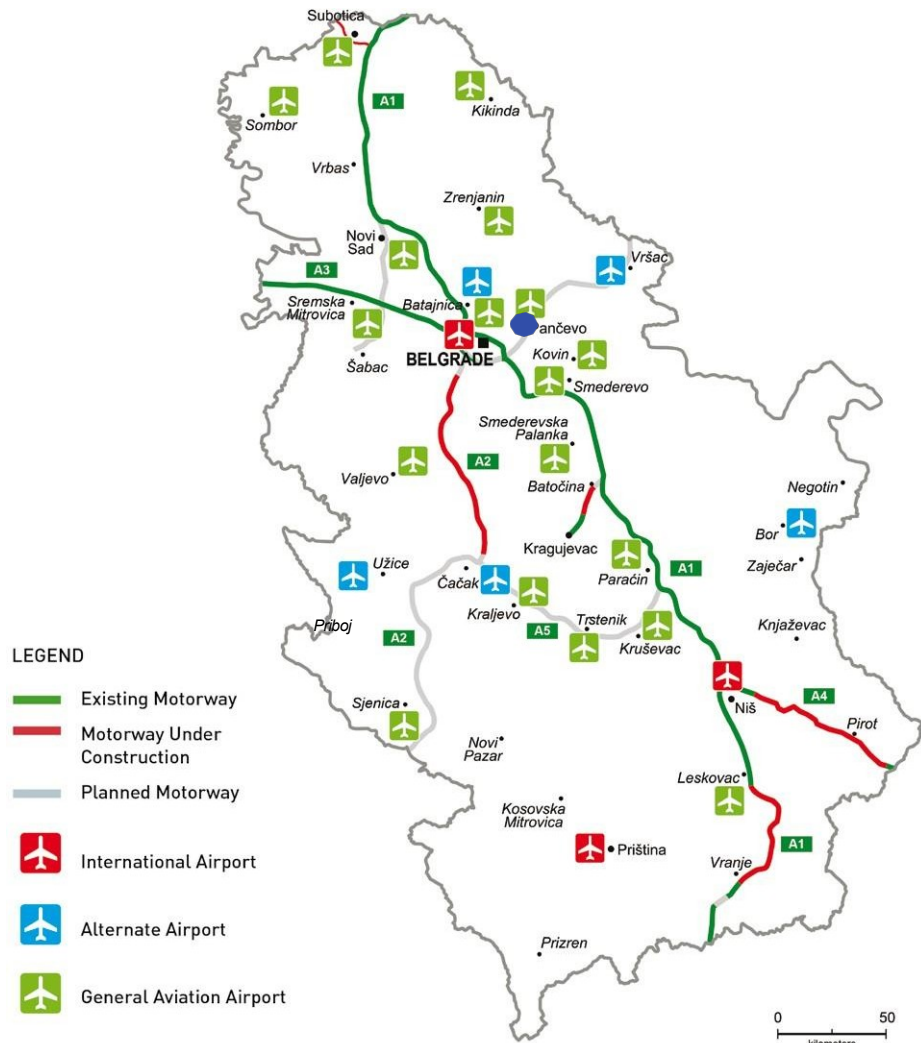 Subotica
A1
Kikinda
Sombor
Vrbas
Zrenjanin
Novi
Sad
Vršac
A3
Sremska
Mitrovica
Batajnica
BELGRADE
Kovin
Šabac
Smederevo
Smederevska
Palanka
A2
Valjevo
Batočina
Negotin
Bor
Kragujevac
Užice
Čačak
Paraćin
A1
Zaječar
Kraljevo
Priboj
A2
A5
Trstenik
Kruševac
Knjaževac
LEGEND
Existing Motorway
Motorway Under
Construction
Planned Motorway
International Airport
Alternate Airport
General Aviation Airport
Sjenica
Novi
Pazar
Niš
A4
Pirot
Leskovac
Kosovska
Mitrovica
Priština
A1
Vranje
Prizren
0 50